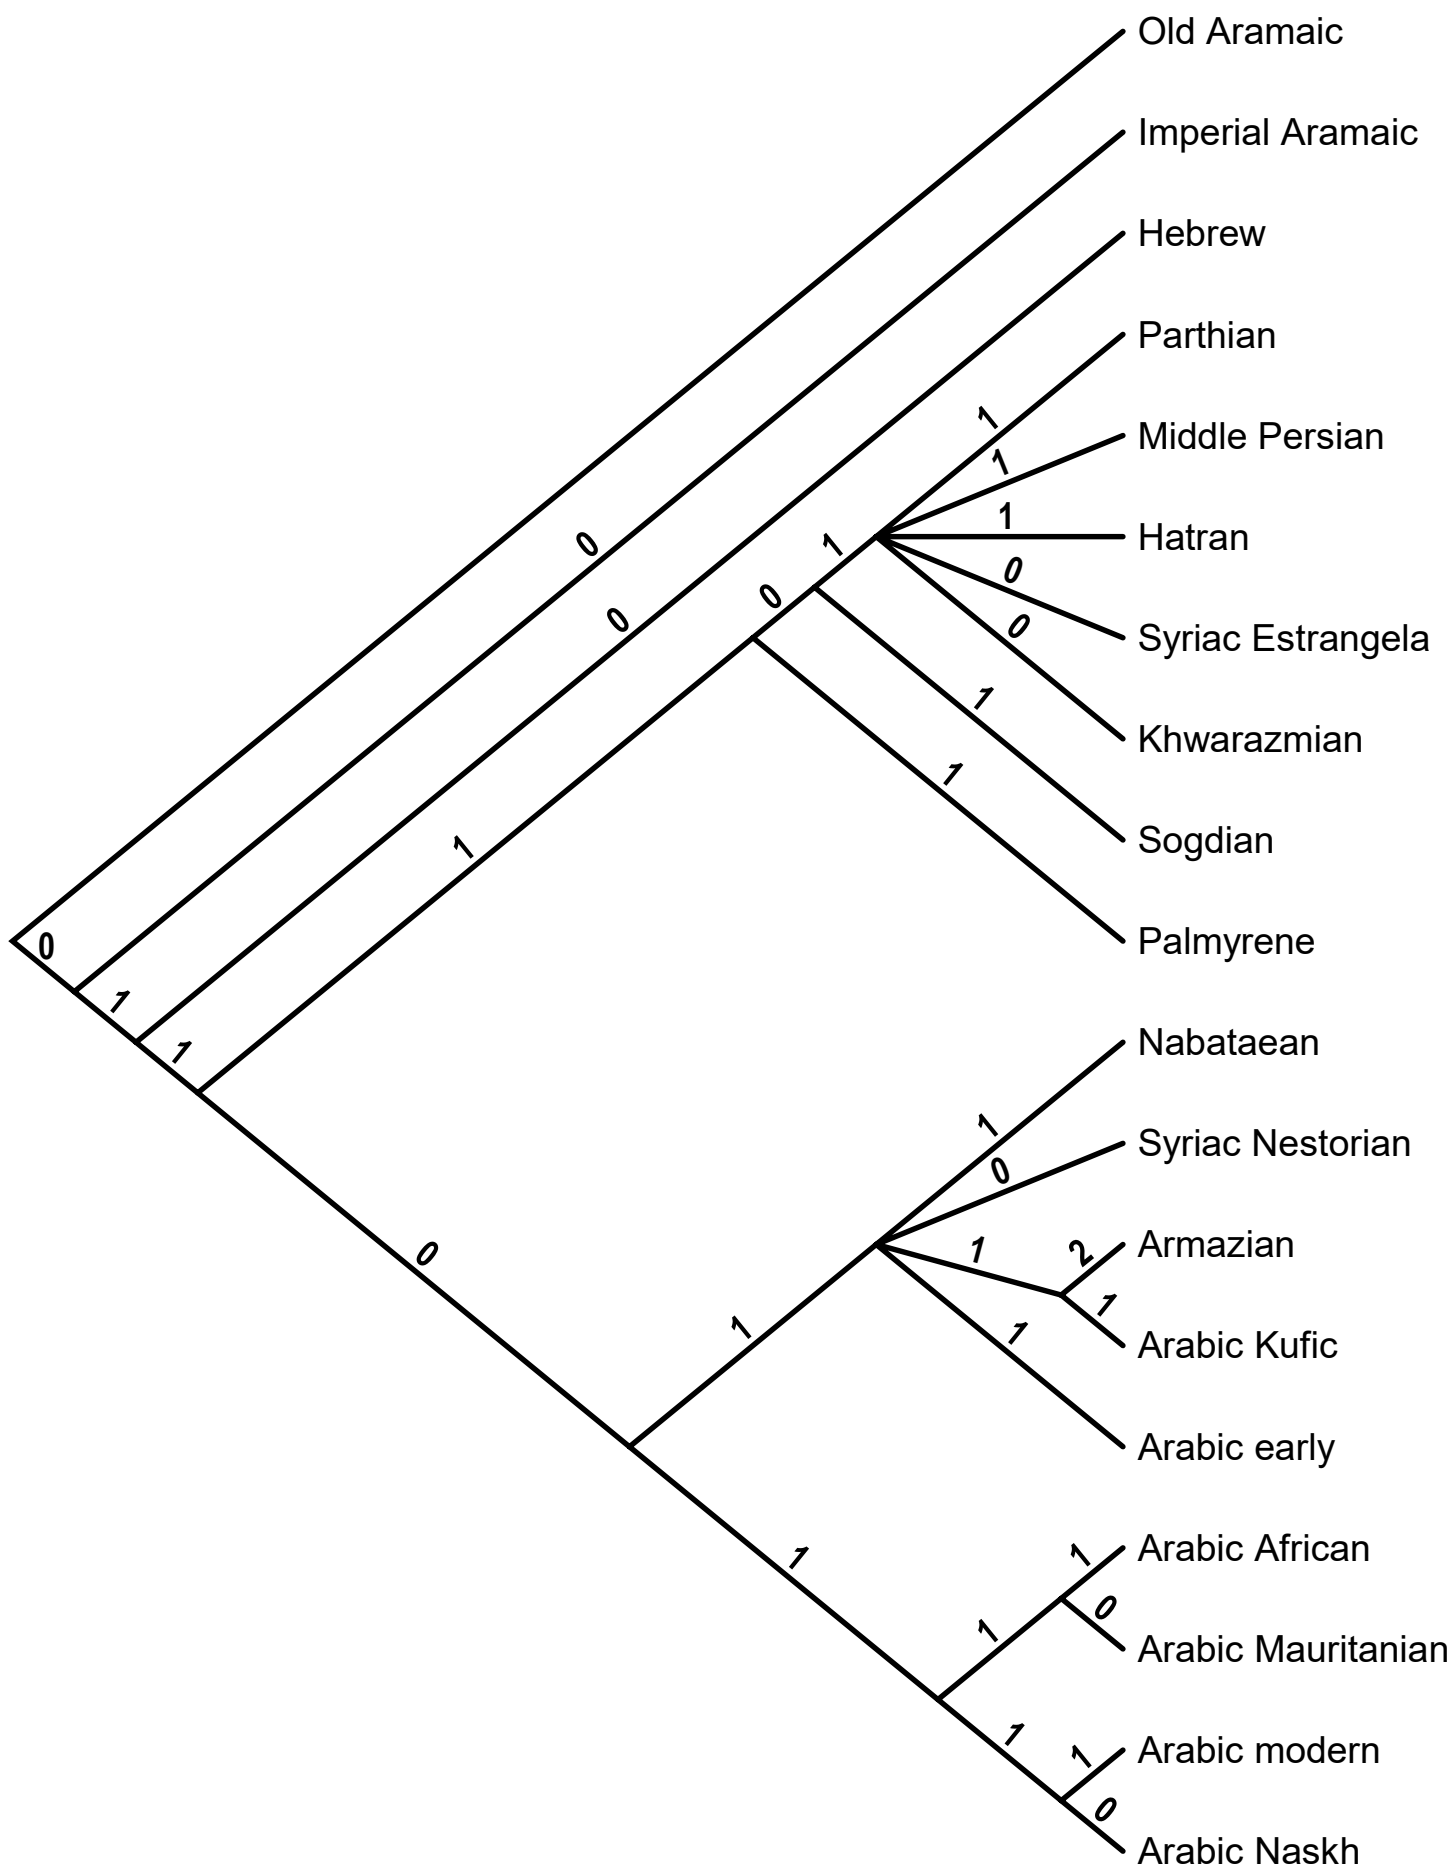 Old Aramaic
Imperial Aramaic
Hebrew
Parthian
1
Middle Persian
1
1
Hatran
0
1
0
0
0
Syriac Estrangela
0
0
Khwarazmian
1
1
Sogdian
1
Palmyrene
0
1
Nabataean
1
1
Syriac Nestorian
0
0
1
2
Armazian
1
1
1
Arabic Kufic
Arabic early
1
1
Arabic African
0
1
Arabic Mauritanian
1
1
Arabic modern
0
Arabic Naskh